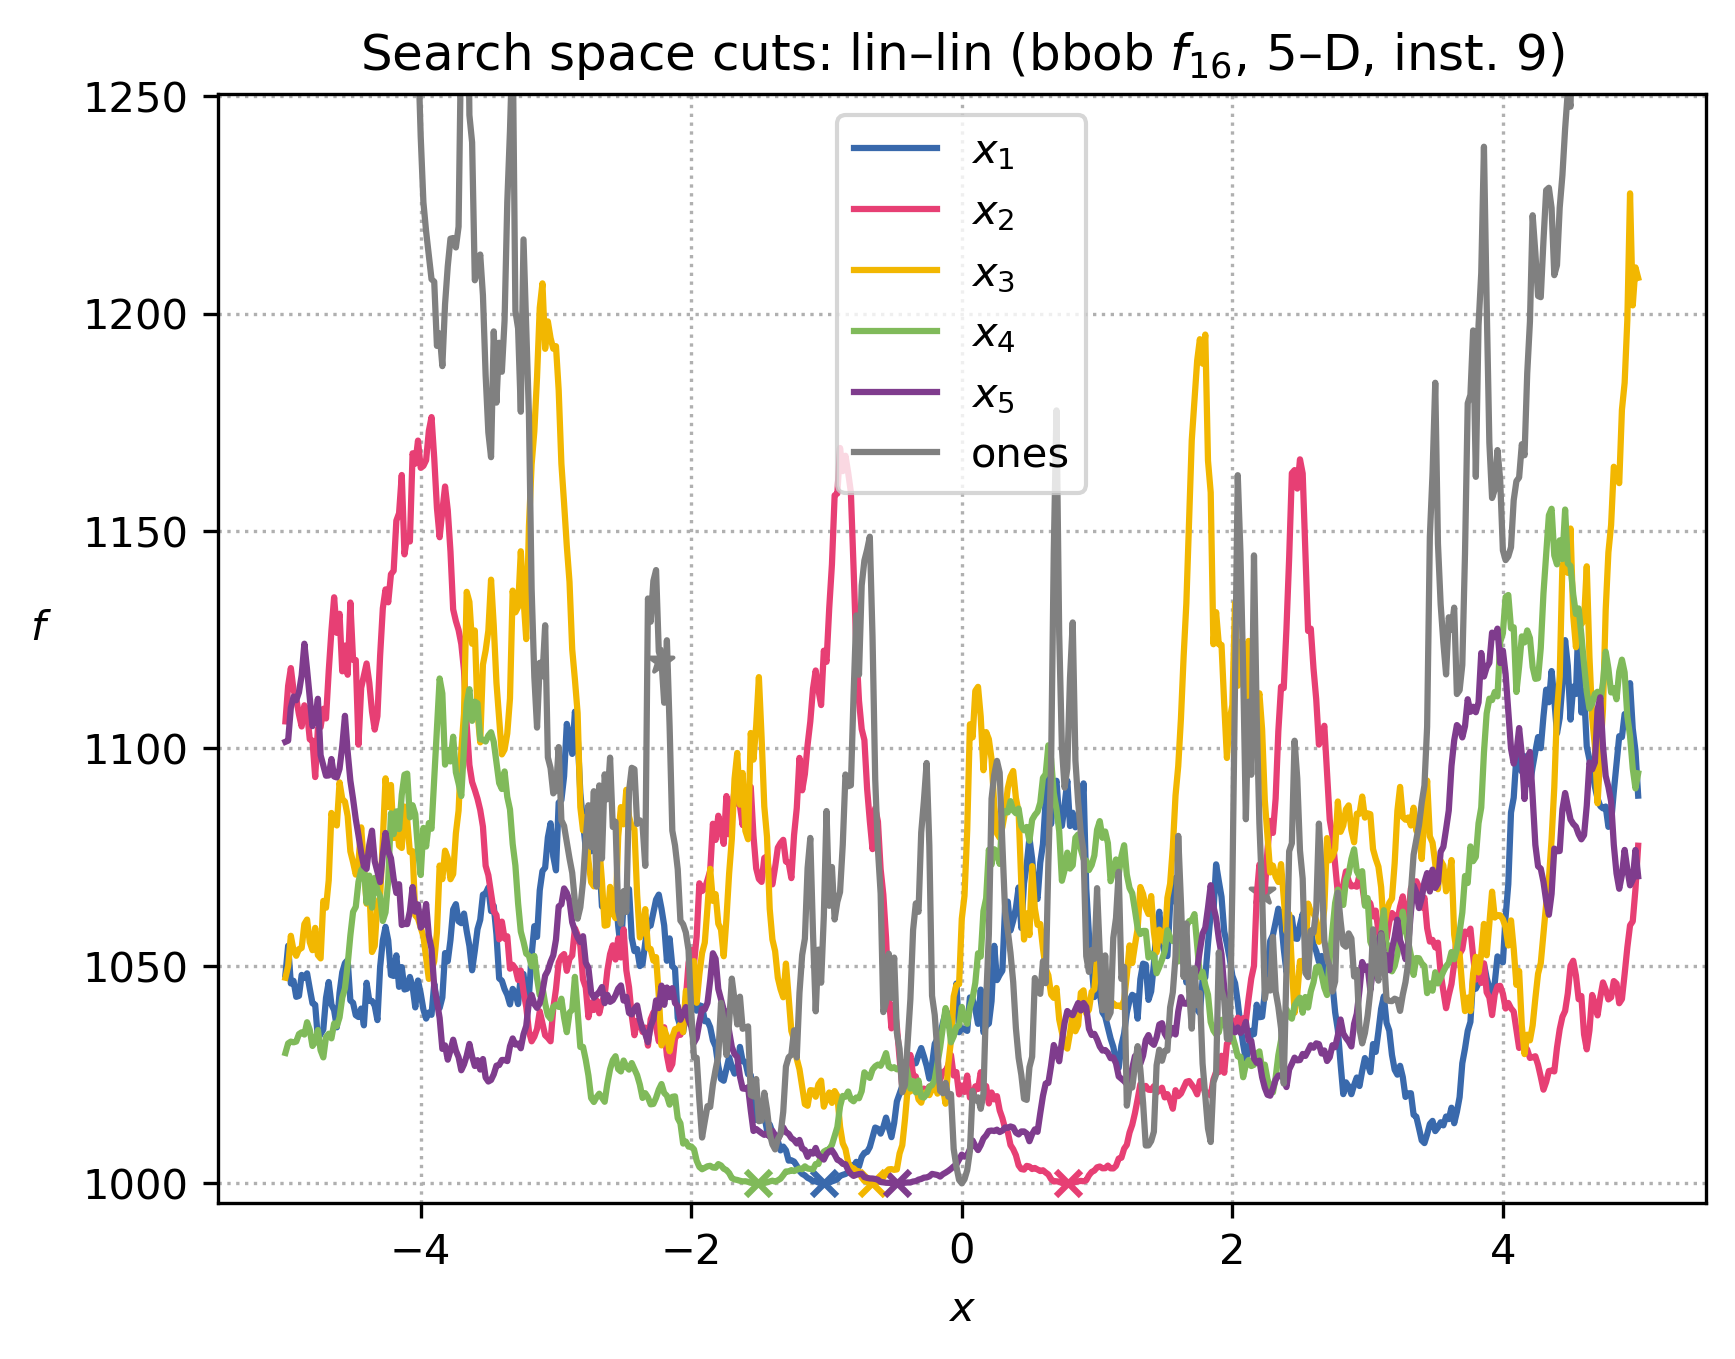 Search space cuts: lin–lin (bbob f16, 5–D, inst. 9)
1250
1200
1150
1100
1050
1000
f
x1
x2
x3
x4
x5
ones
−4 −2 0 2 4
x